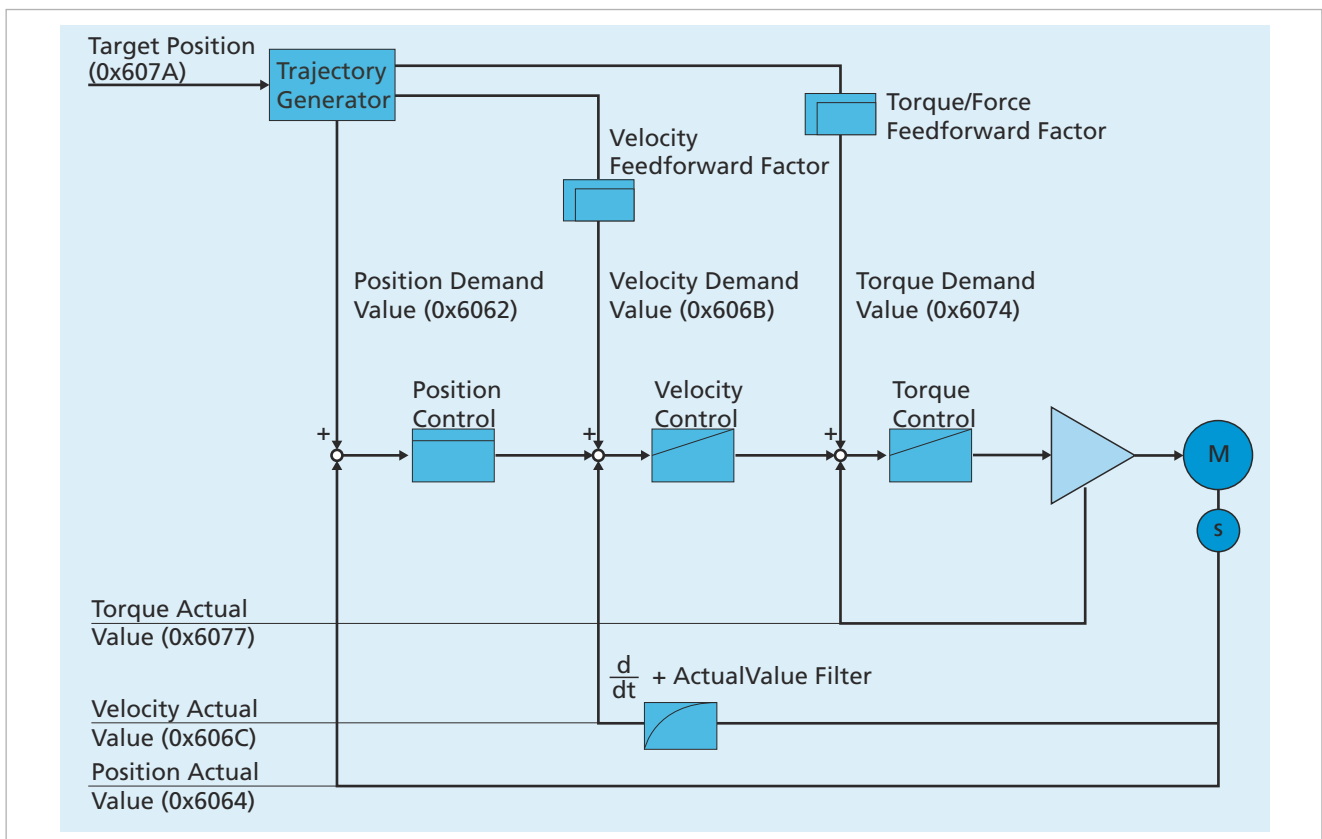 Target Position
(0x607A)
Trajectory
Generator
Torque/Force
Feedforward Factor
Velocity
Feedforward Factor
Position Demand
Value (0x6062)
Velocity Demand
Value (0x606B)
Torque Demand
Value (0x6074)
Position
Control
Velocity
Control
Torque
Control
+
+
+
M
S
Torque Actual
Value (0x6077)
d
dt
+ ActualValue Filter
Velocity Actual
Value (0x606C)
Position Actual
Value (0x6064)